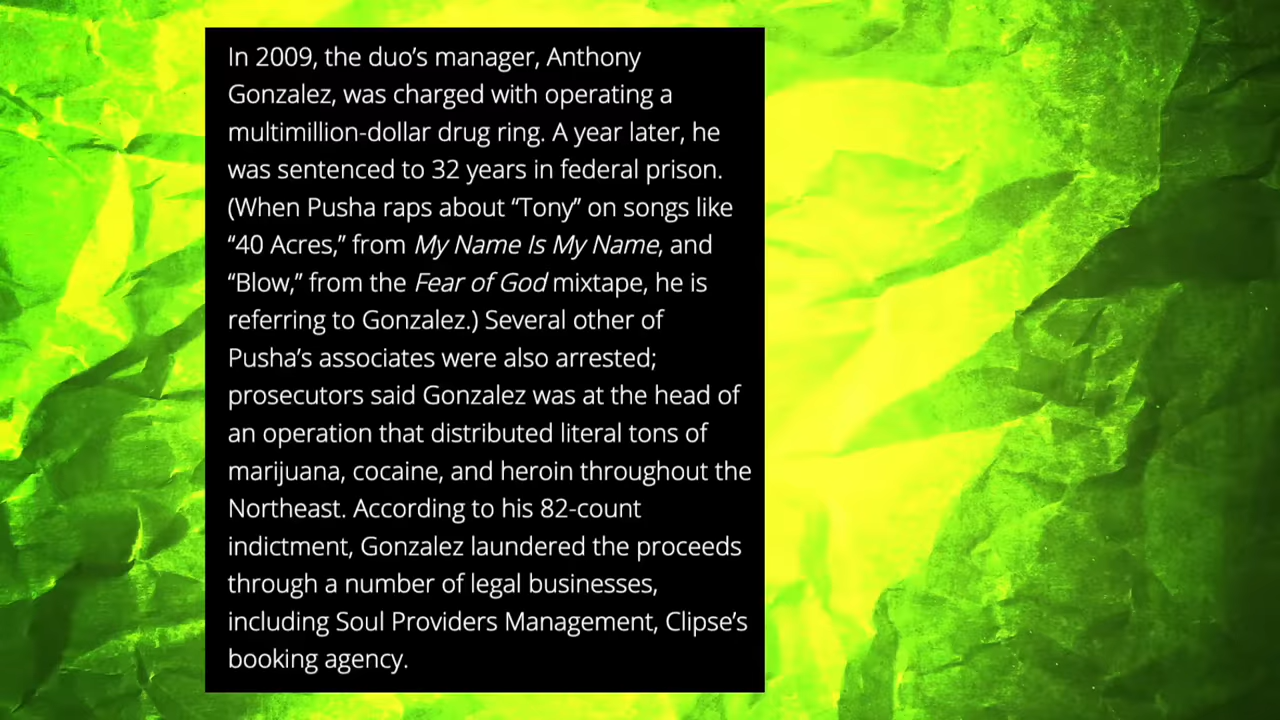 In 2009, the duo’s manager, Anthony
Gonzalez, was charged with operating a
multimillion-dollar drug ring. A year later, he
was sentenced to 32 years in federal prison.
(When Pusha raps about “Tony” on songs like
“40 Acres,” from My Name Is My Name, and
“Blow,” from the Fear of God mixtape, he is
referring to Gonzalez.) Several other of
Pusha’s associates were also arrested;
prosecutors said Gonzalez was at the head of
an operation that distributed literal tons of
marijuana, cocaine, and heroin throughout the
Northeast. According to his 82-count
indictment, Gonzalez laundered the proceeds
through a number of legal businesses,
including Soul Providers Management, Clipse’s
booking agency.